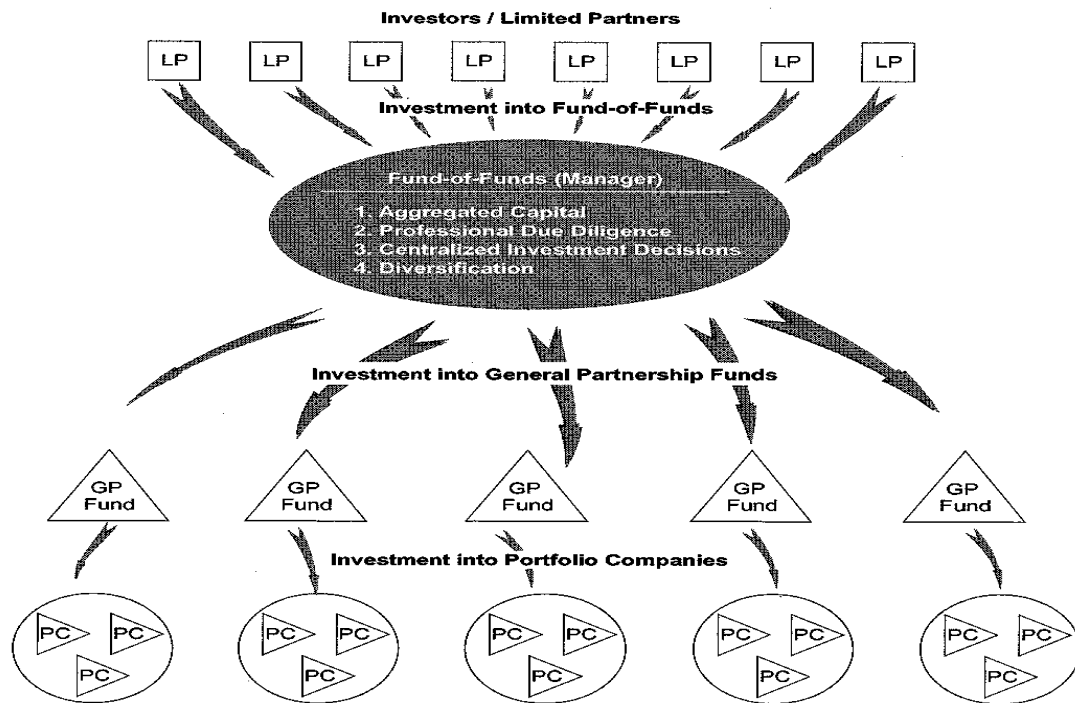 Investors / Limited Partners
LP LP LP LP LP LP LP LP
Investment into Fund-of-Funds
Fund-of-Funds (Manager)
1. Aggregated Capital
2. Professional Due Diligence
3. Centralized Investment Decisions
4. Diversification
Investment into General Partnership Funds
GP GP GP GP GP
Fund Fund Fund Fund Fund
Investment into Portfolio Companies
PC PC PC PC PC PC PC PC PC PC
PC PC PC PC PC